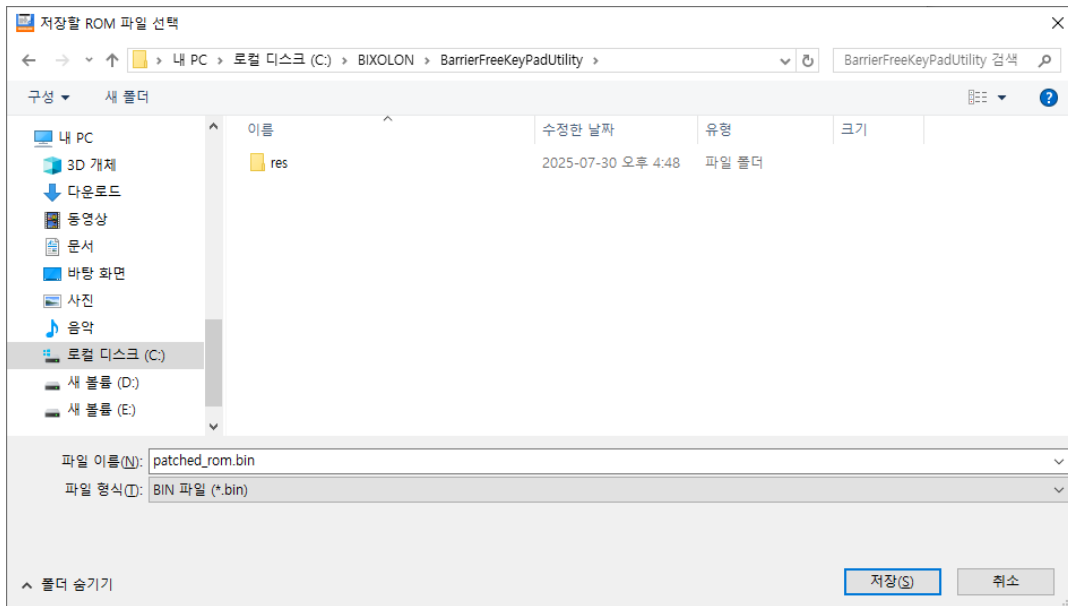 저장할 ROM 파일 선택
내 PC > 로컬 디스크 (C:) > BIXOLON > BarrierFreeKeyPadUtility >
BarrierFreeKeyPadUtility 검색
구성
새 폴더
이름
수정한 날짜
유형
크기
내 PC
3D 개체
다운로드
동영상
문서
바탕 화면
사진
음악
로컬 디스크 (C:)
새 볼륨 (D:)
새 볼륨 (E:)
res
2025-07-30 오후 4:48
파일 폴더
파일 이름(N): patched_rom.bin
파일 형식(T): BIN 파일 (*.bin)
폴더 숨기기
저장(S)
취소